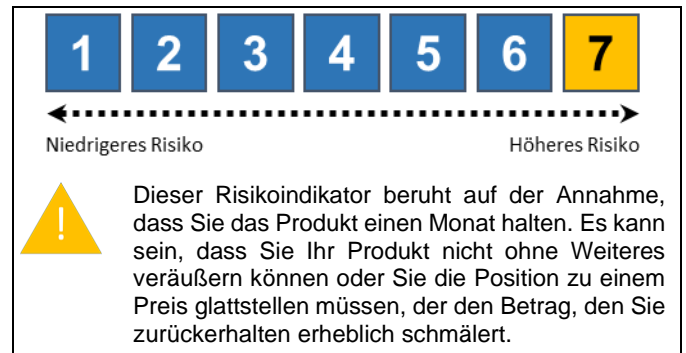 1 2 3 4 5 6 7
Niedrigeres Risiko Höheres Risiko
!
Dieser Risikoindikator beruht auf der Annahme,
dass Sie das Produkt einen Monat halten. Es kann
sein, dass Sie Ihr Produkt nicht ohne Weiteres
veräußern können oder Sie die Position zu einem
Preis glattstellen müssen, der den Betrag, den Sie
zurückerhalten erheblich schmälert.